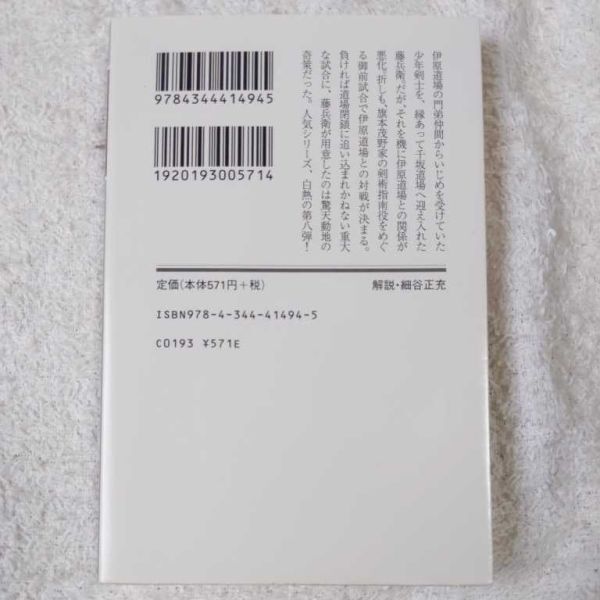 9784344414945
1920193005714
伊原道場の門弟仲間からいじめを受けていた
少年剣士を、縁あって千坂道場へ迎え入れた
藤兵衛。だが、それを機に伊原道場との関係が
悪化。折しも、旗本茂野家の剣術指南役をめぐ
る御前試合で伊原道場との対戦が決まる。
負ければ道場閉鎖に追い込まれかねない重大
な試合に、藤兵衛が用意したのは驚天動地の
奇策だった。人気シリーズ、白熱の第八弾！
定価（本体571円＋税）
解説・細谷正充
ISBN978-4-344-41494-5
C0193 ¥571E